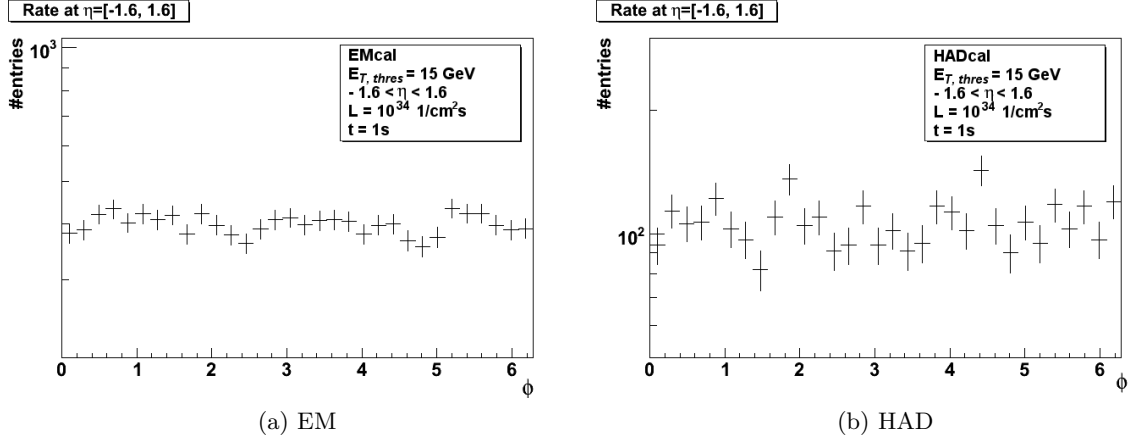 Rate at η=[-1.6, 1.6]
#entries
10³
EMcal
E_T, thres = 15 GeV
- 1.6 < η < 1.6
L = 10³⁴ 1/cm²s
t = 1s
0 1 2 3 4 5 6
ϕ
(a) EM
Rate at η=[-1.6, 1.6]
#entries
10²
HADcal
E_T, thres = 15 GeV
- 1.6 < η < 1.6
L = 10³⁴ 1/cm²s
t = 1s
0 1 2 3 4 5 6
ϕ
(b) HAD